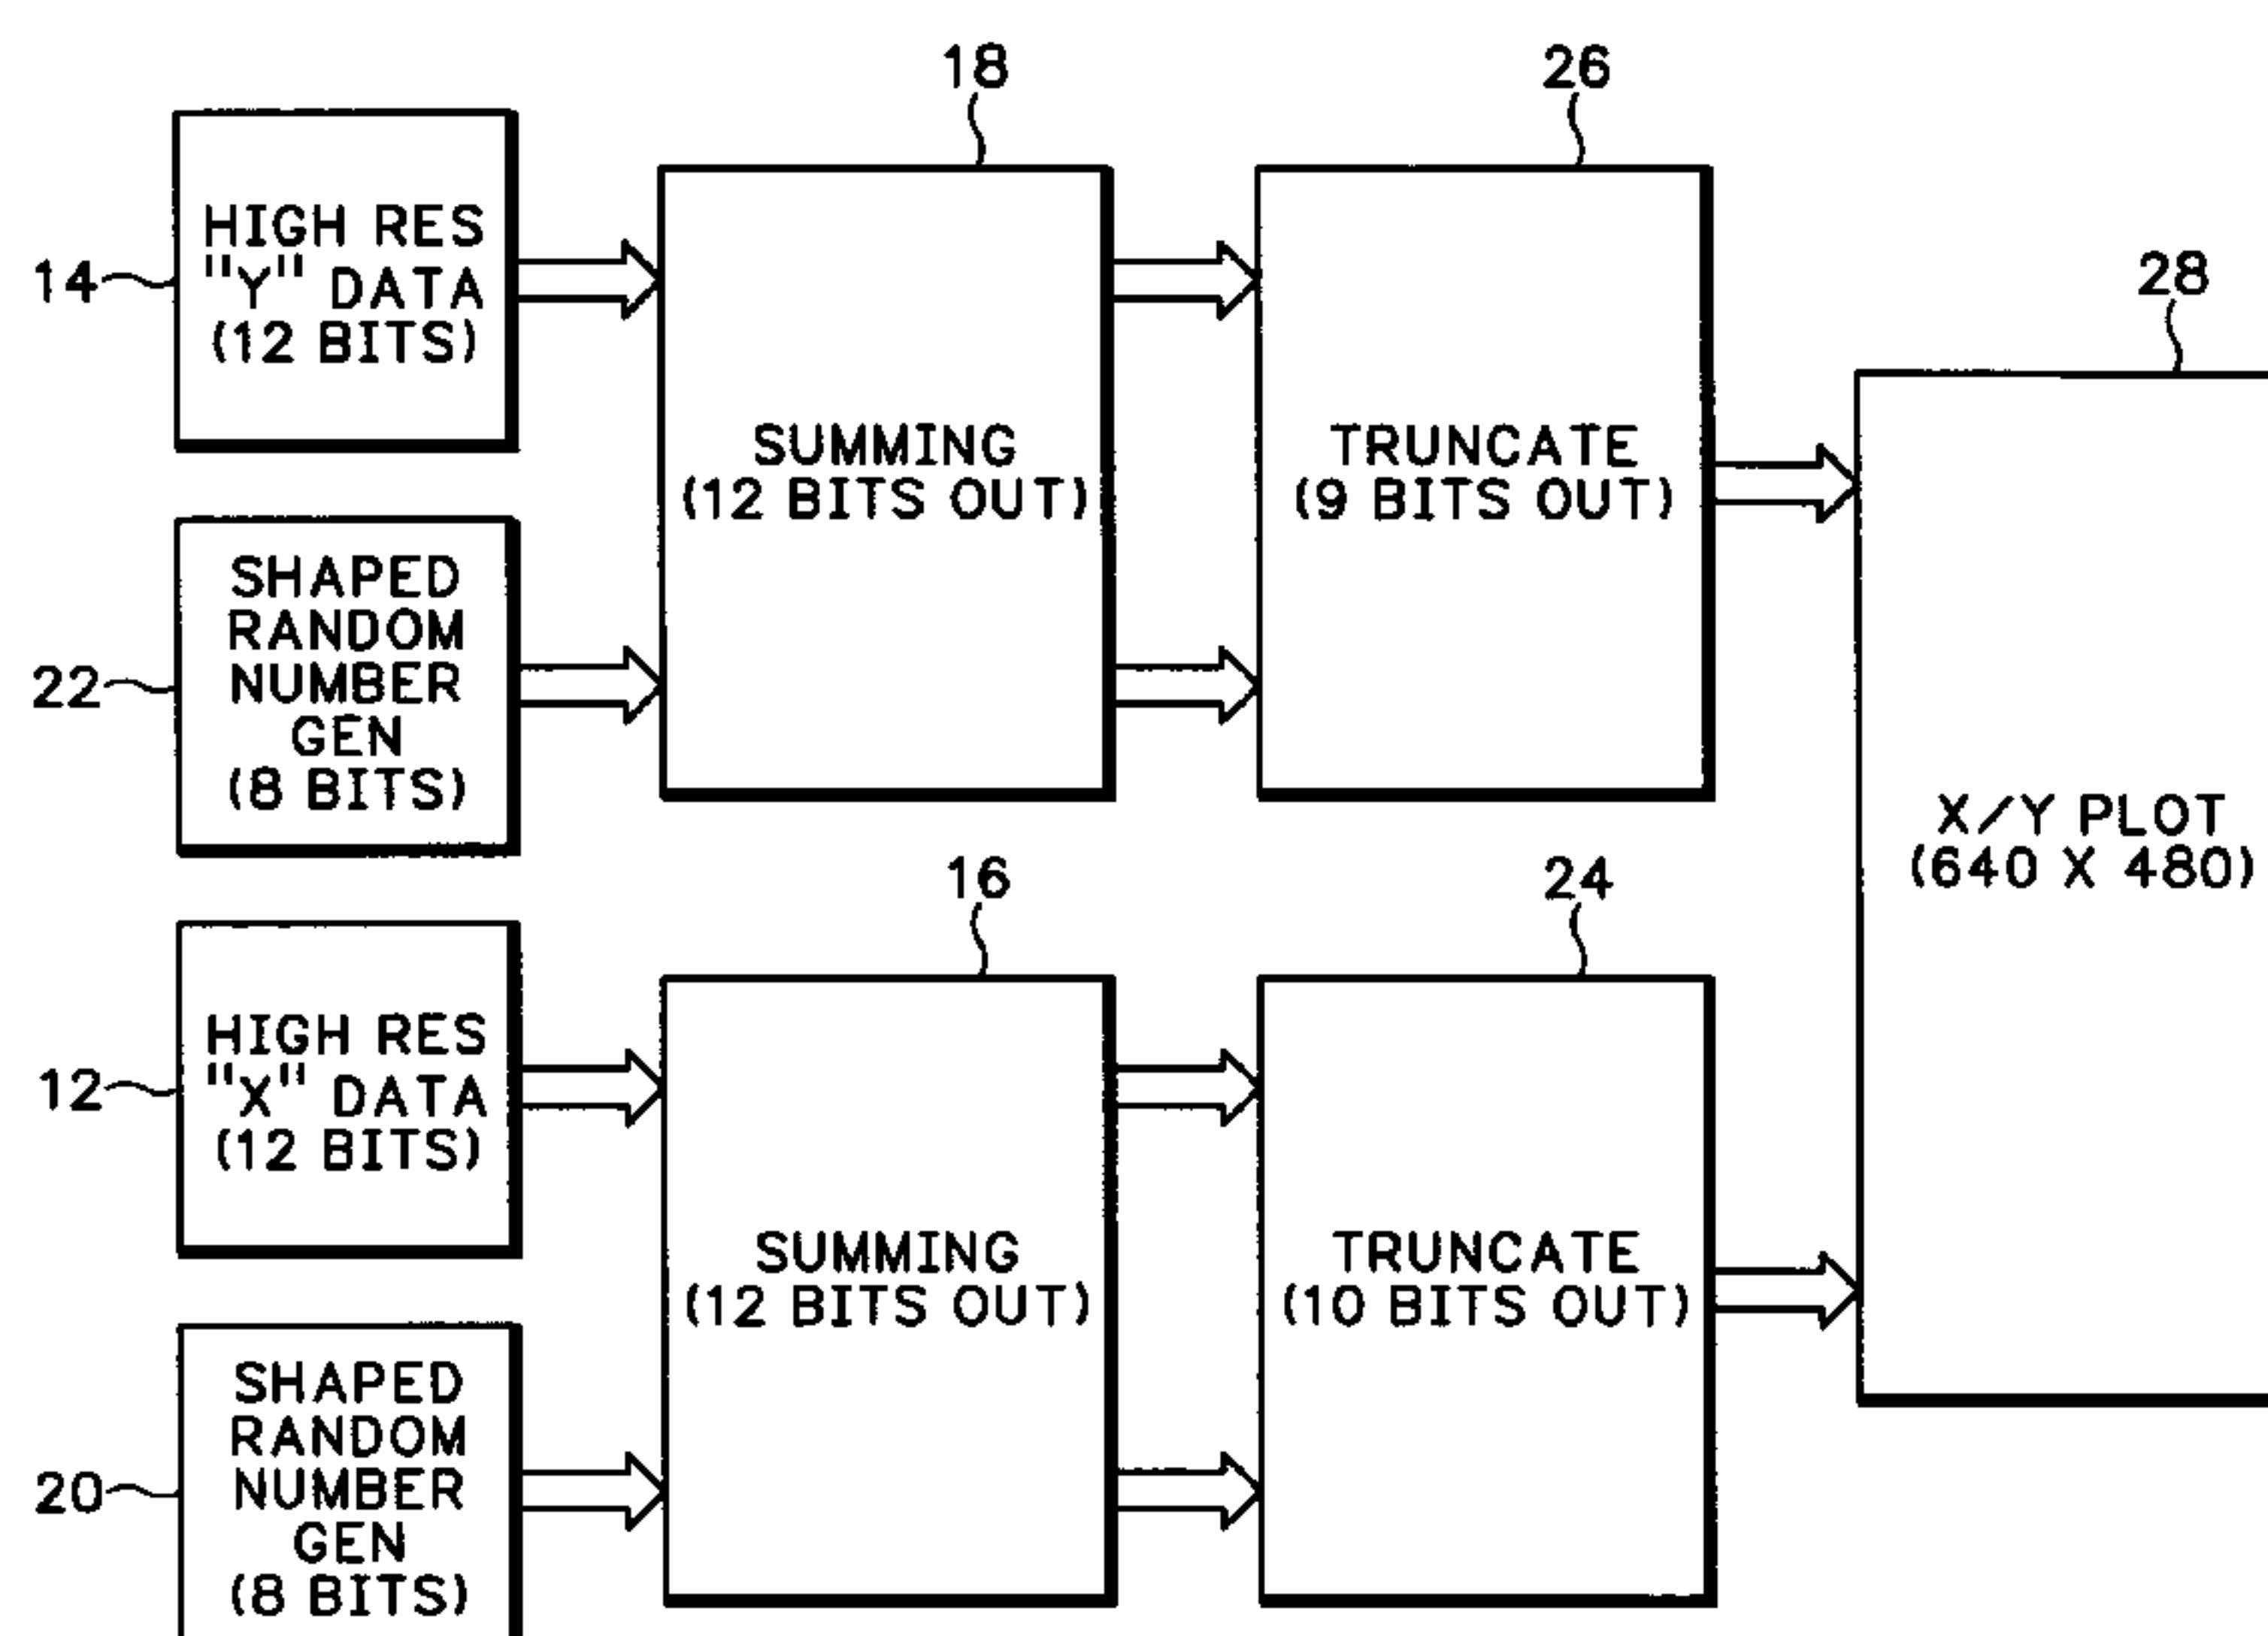 18
26
HIGH RES
"Y" DATA
(12 BITS)
14
28
SUMMING
(12 BITS OUT)
TRUNCATE
(9 BITS OUT)
SHAPED
RANDOM
NUMBER
GEN
(8 BITS)
22
X/Y PLOT
(640 X 480)
16
24
HIGH RES
"X" DATA
(12 BITS)
12
SUMMING
(12 BITS OUT)
TRUNCATE
(10 BITS OUT)
SHAPED
RANDOM
NUMBER
GEN
(8 BITS)
20